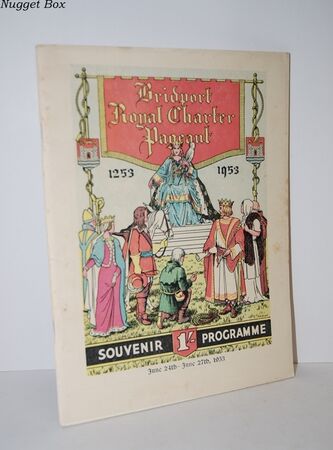 Nugget Box
Bridport
Royal Charter
Pageant
1253 1953
SOUVENIR 1/- PROGRAMME
June 24th - June 27th, 1953